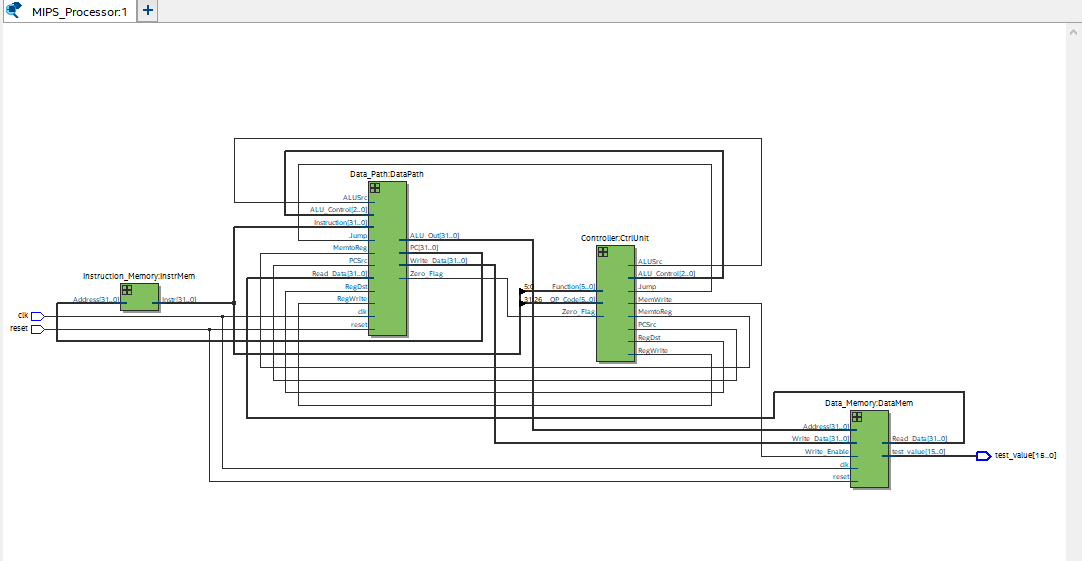 MIPS_Processor:1
Data_Path:DataPath
ALUSrc
ALU_Control[2..0]
Instruction[31..0]
Jump
MemtoReg
PCSrc
Read_Data[31..0]
RegDst
RegWrite
clk
reset
ALU_Out[31..0]
PC[31..0]
Write_Data[31..0]
Zero_Flag
Controller:CtrlUnit
5:0
Function[5..0]
31:26
OP_Code[5..0]
Zero_Flag
ALUSrc
ALU_Control[2..0]
Jump
MemWrite
MemtoReg
PCSrc
RegDst
RegWrite
Instruction_Memory:InstrMem
Address[31..0]
Instr[31..0]
clk
reset
Data_Memory:DataMem
Address[31..0]
Write_Data[31..0]
Write_Enable
clk
reset
Read_Data[31..0]
test_value[15..0]
test_value[15..0]